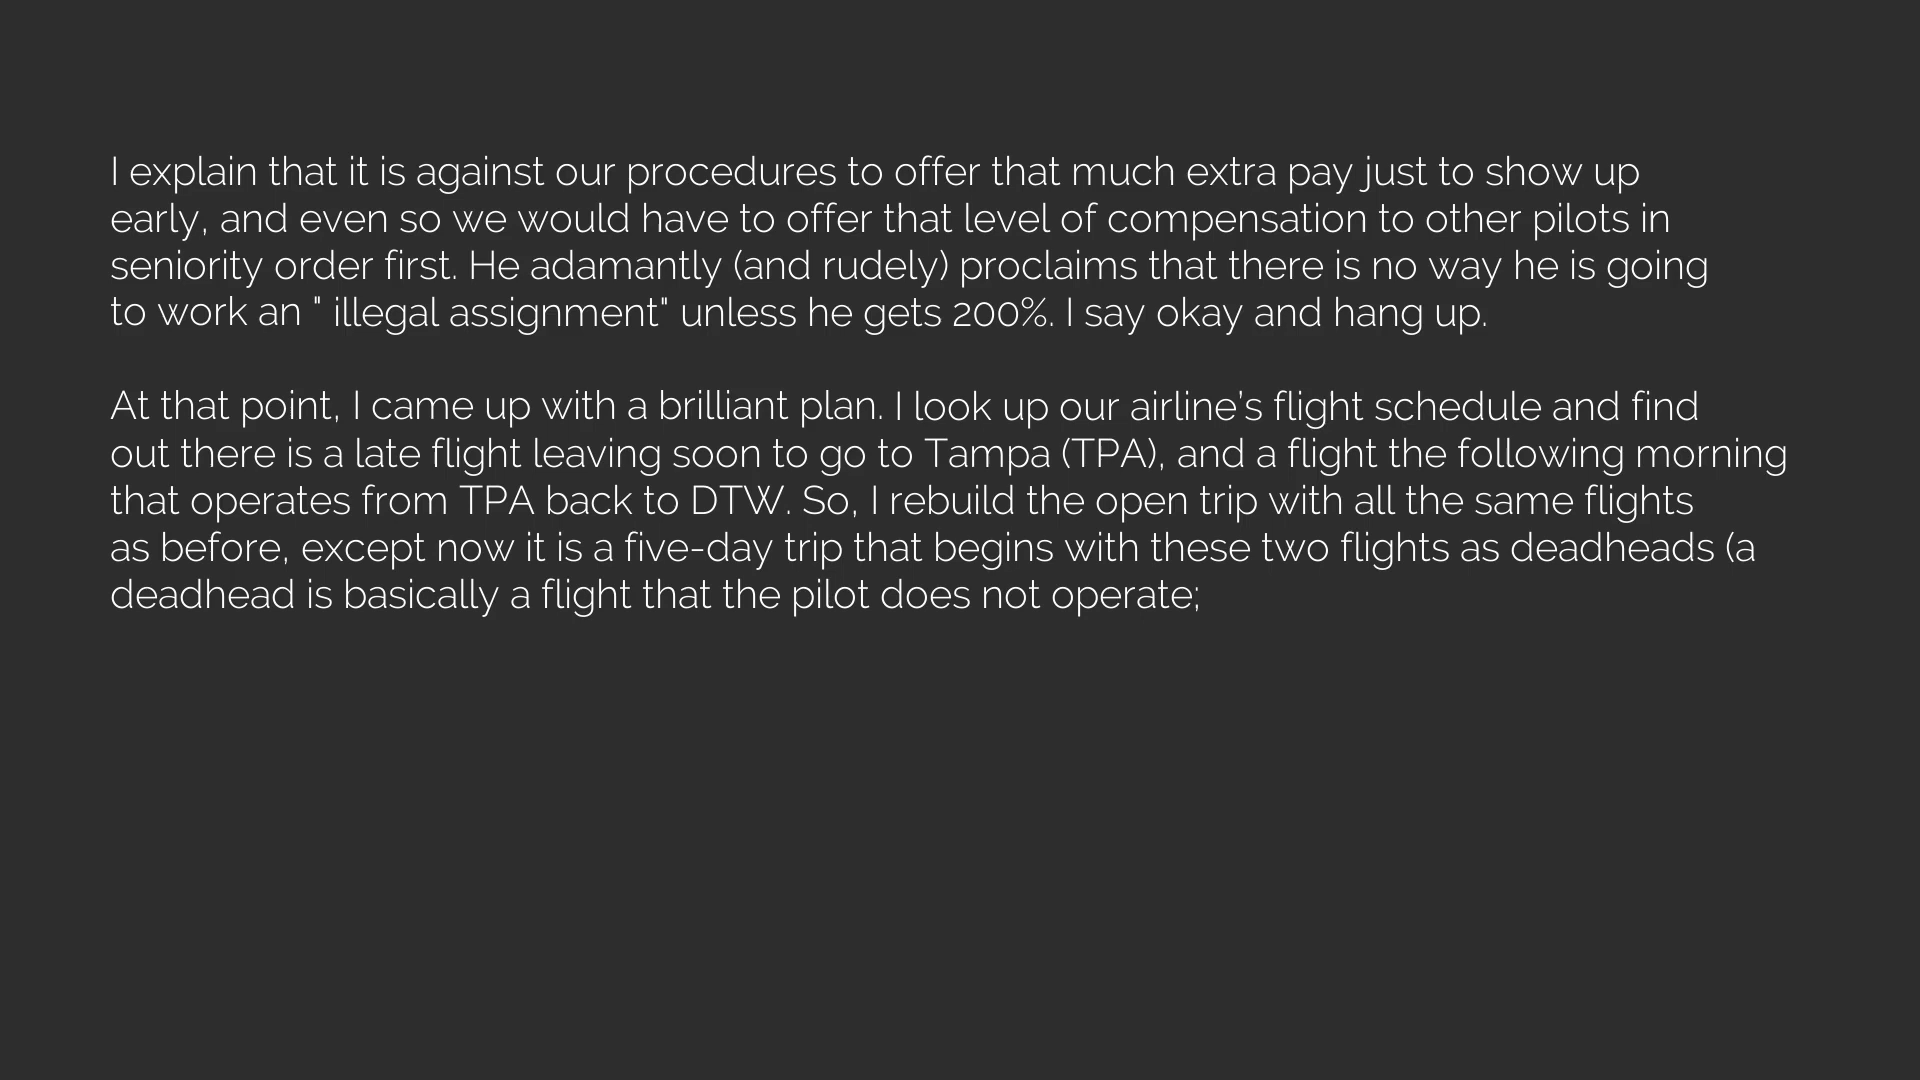 I explain that it is against our procedures to offer that much extra pay just to show up
early, and even so we would have to offer that level of compensation to other pilots in
seniority order first. He adamantly (and rudely) proclaims that there is no way he is going
to work an " illegal assignment" unless he gets 200%. I say okay and hang up.

At that point, I came up with a brilliant plan. I look up our airline’s flight schedule and find
out there is a late flight leaving soon to go to Tampa (TPA), and a flight the following morning
that operates from TPA back to DTW. So, I rebuild the open trip with all the same flights
as before, except now it is a five-day trip that begins with these two flights as deadheads (a
deadhead is basically a flight that the pilot does not operate;